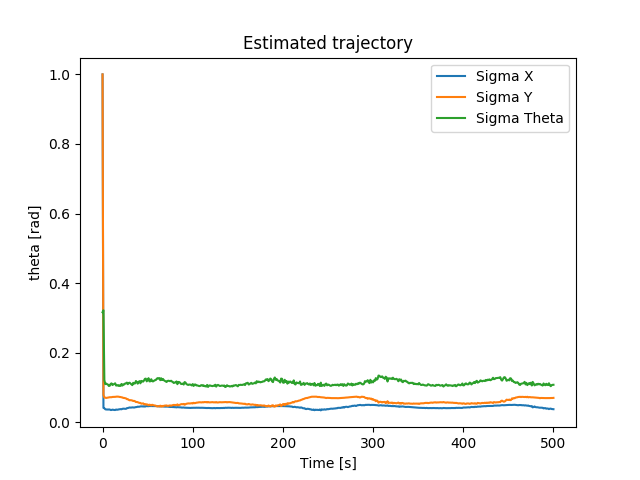 Estimated trajectory
Sigma X
Sigma Y
Sigma Theta
theta [rad]
1.0
0.8
0.6
0.4
0.2
0.0
0
100
200
300
400
500
Time [s]